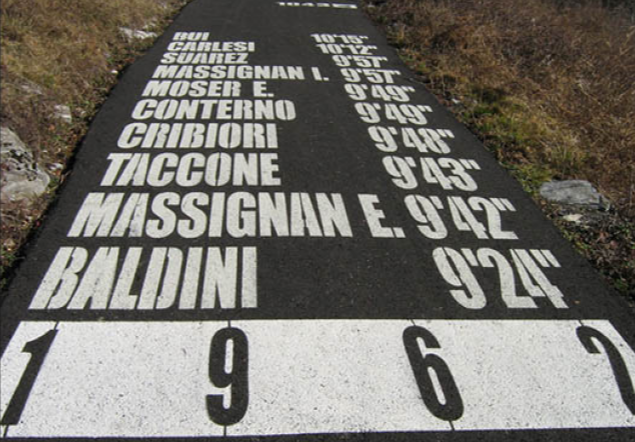 BUI 10'15"
CARLESI 10'12"
SUAREZ 9'57"
MASSIGNAN I. 9'57"
MOSER E. 9'49"
CONTERNO 9'49"
CRIBIORI 9'48"
TACCONE 9'43"
MASSIGNAN E. 9'42"
BALDINI 9'24"
1962